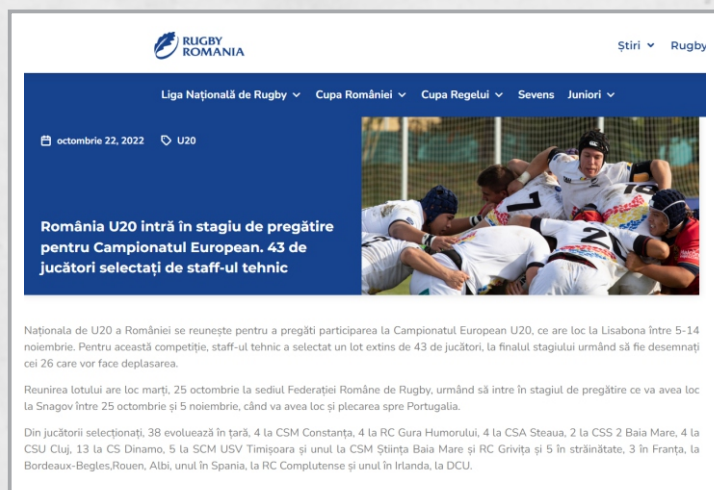 RUGBY
ROMANIA
Știri
Rugby
Liga Națională de Rugby Cupa României Cupa Regelui Sevens Juniori
octombrie 22, 2022 U20
România U20 intră în stagiu de pregătire
pentru Campionatul European. 43 de
jucători selectați de staff-ul tehnic
7
2
Naționala de U20 a României se reunește pentru a pregăti participarea la Campionatul European U20, ce are loc la Lisabona între 5-14
noiembrie. Pentru această competiție, staff-ul tehnic a selectat un lot extins de 43 de jucători, la finalul stagiului urmând să fie desemnați
cei 26 care vor face deplasarea.
Reunirea lotului are loc marți, 25 octombrie la sediul Federației Române de Rugby, urmând să intre în stagiul de pregătire ce va avea loc
la Snagov între 25 octombrie și 5 noiembrie, când va avea loc și plecarea spre Portugalia.
Din jucătorii selecționați, 38 evoluează în țară, 4 la CSM Constanța, 4 la RC Gura Humorului, 4 la CSA Steaua, 2 la CSS 2 Baia Mare, 4 la
CSU Cluj, 13 la CS Dinamo, 5 la SCM USV Timișoara și unul la CSM Știința Baia Mare și RC Grivița și 5 în străinătate, 3 în Franța, la
Bordeaux-Begles,Rouen, Albi, unul în Spania, la RC Complutense și unul în Irlanda, la DCU.